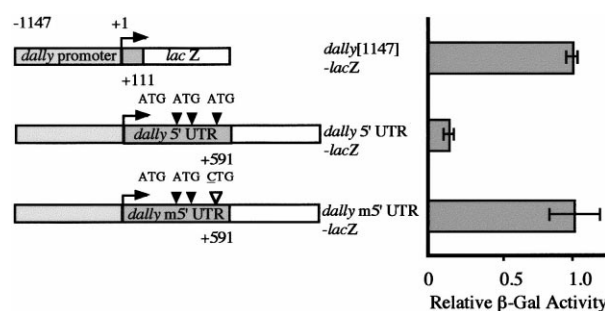 -1147 +1
dally promoter lac Z
dally[1147]
-lacZ
+111
ATG ATG ATG
dally 5' UTR
dally 5' UTR
-lacZ
+591
ATG ATG CTG
dally m5' UTR
dally m5' UTR
-lacZ
+591
0 0.5 1.0
Relative β-Gal Activity